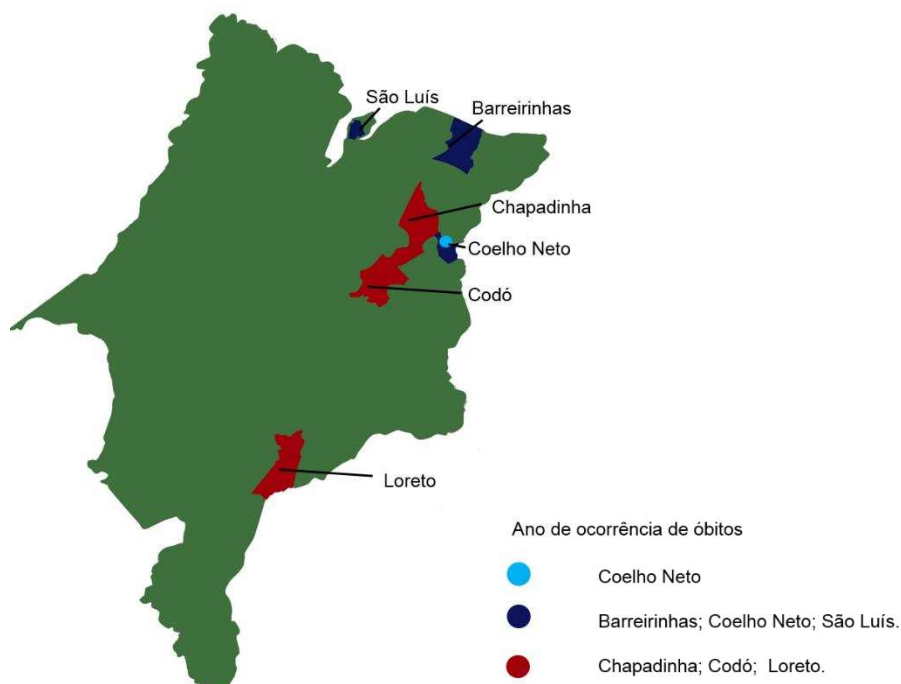 São Luís
Barreirinhas
Chapadinha
Coelho Neto
Codó
Loreto
Ano de ocorrência de óbitos
Coelho Neto
Barreirinhas; Coelho Neto; São Luís.
Chapadinha; Codó; Loreto.